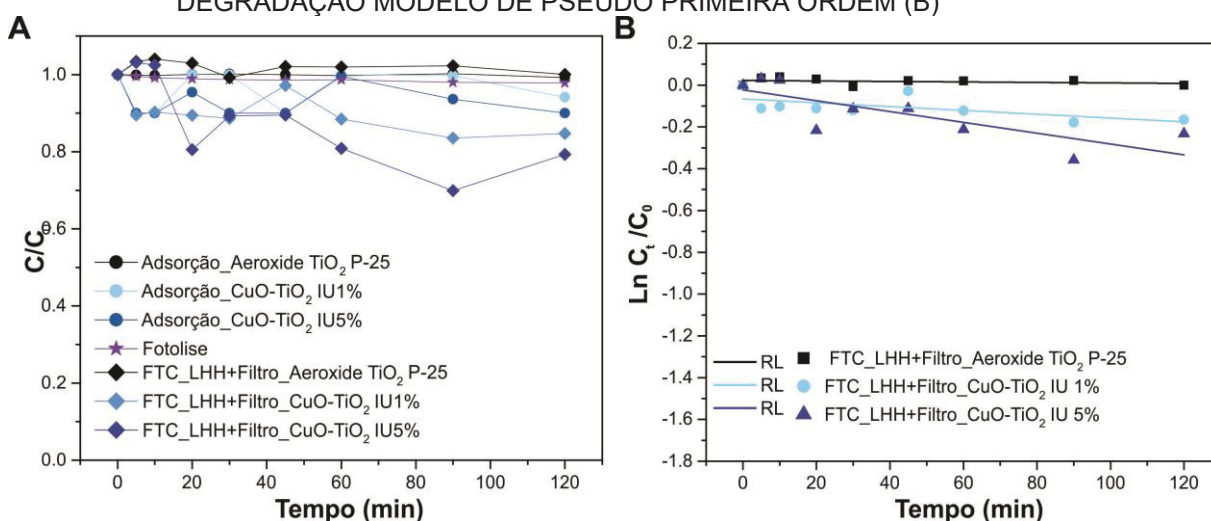 DEGRADAÇÃO MODELO DE PSEUDO PRIMEIRA ORDEM (B)
A
C/C₀
1.0
0.8
0.6
0.4
0.2
0.0
Adsorção_Aeroxide TiO₂ P-25
Adsorção_CuO-TiO₂ IU1%
Adsorção_CuO-TiO₂ IU5%
Fotolise
FTC_LHH+Filtro_Aeroxide TiO₂ P-25
FTC_LHH+Filtro_CuO-TiO₂ IU1%
FTC_LHH+Filtro_CuO-TiO₂ IU5%
0 20 40 60 80 100 120
Tempo (min)
B
Ln Cₜ/C₀
0.2
0.0
-0.2
-0.4
-0.6
-0.8
-1.0
-1.2
-1.4
-1.6
-1.8
RL FTC_LHH+Filtro_Aeroxide TiO₂ P-25
RL FTC_LHH+Filtro_CuO-TiO₂ IU 1%
RL FTC_LHH+Filtro_CuO-TiO₂ IU 5%
0 20 40 60 80 100 120
Tempo (min)